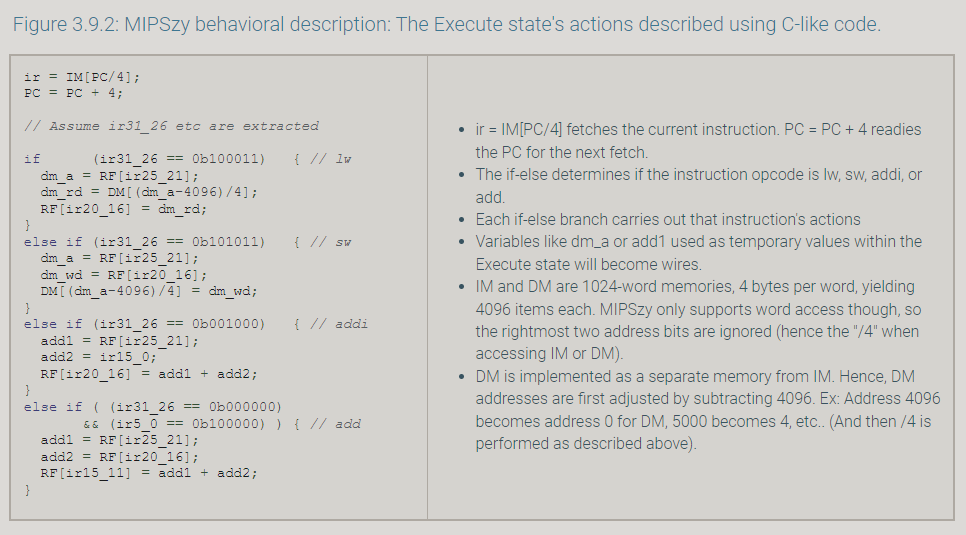 Figure 3.9.2: MIPSzy behavioral description: The Execute state's actions described using C-like code.
ir = IM[PC/4];
PC = PC + 4;
// Assume ir31_26 etc are extracted
if (ir31_26 == 0b100011) { // lw
dm_a = RF[ir25_21];
dm_rd = DM[(dm_a-4096)/4];
RF[ir20_16] = dm_rd;
}
else if (ir31_26 == 0b101011) { // sw
dm_a = RF[ir25_21];
dm_wd = RF[ir20_16];
DM[(dm_a-4096)/4] = dm_wd;
}
else if (ir31_26 == 0b001000) { // addi
add1 = RF[ir25_21];
add2 = ir15_0;
RF[ir20_16] = add1 + add2;
}
else if ( (ir31_26 == 0b000000)
&& (ir5_0 == 0b100000) ) { // add
add1 = RF[ir25_21];
add2 = RF[ir20_16];
RF[ir15_11] = add1 + add2;
}
• ir = IM[PC/4] fetches the current instruction. PC = PC + 4 readies
the PC for the next fetch.
• The if-else determines if the instruction opcode is lw, sw, addi, or
add.
• Each if-else branch carries out that instruction's actions
• Variables like dm_a or add1 used as temporary values within the
Execute state will become wires.
• IM and DM are 1024-word memories, 4 bytes per word, yielding
4096 items each. MIPSzy only supports word access though, so
the rightmost two address bits are ignored (hence the "/4" when
accessing IM or DM).
• DM is implemented as a separate memory from IM. Hence, DM
addresses are first adjusted by subtracting 4096. Ex: Address 4096
becomes address 0 for DM, 5000 becomes 4, etc.. (And then /4 is
performed as described above).